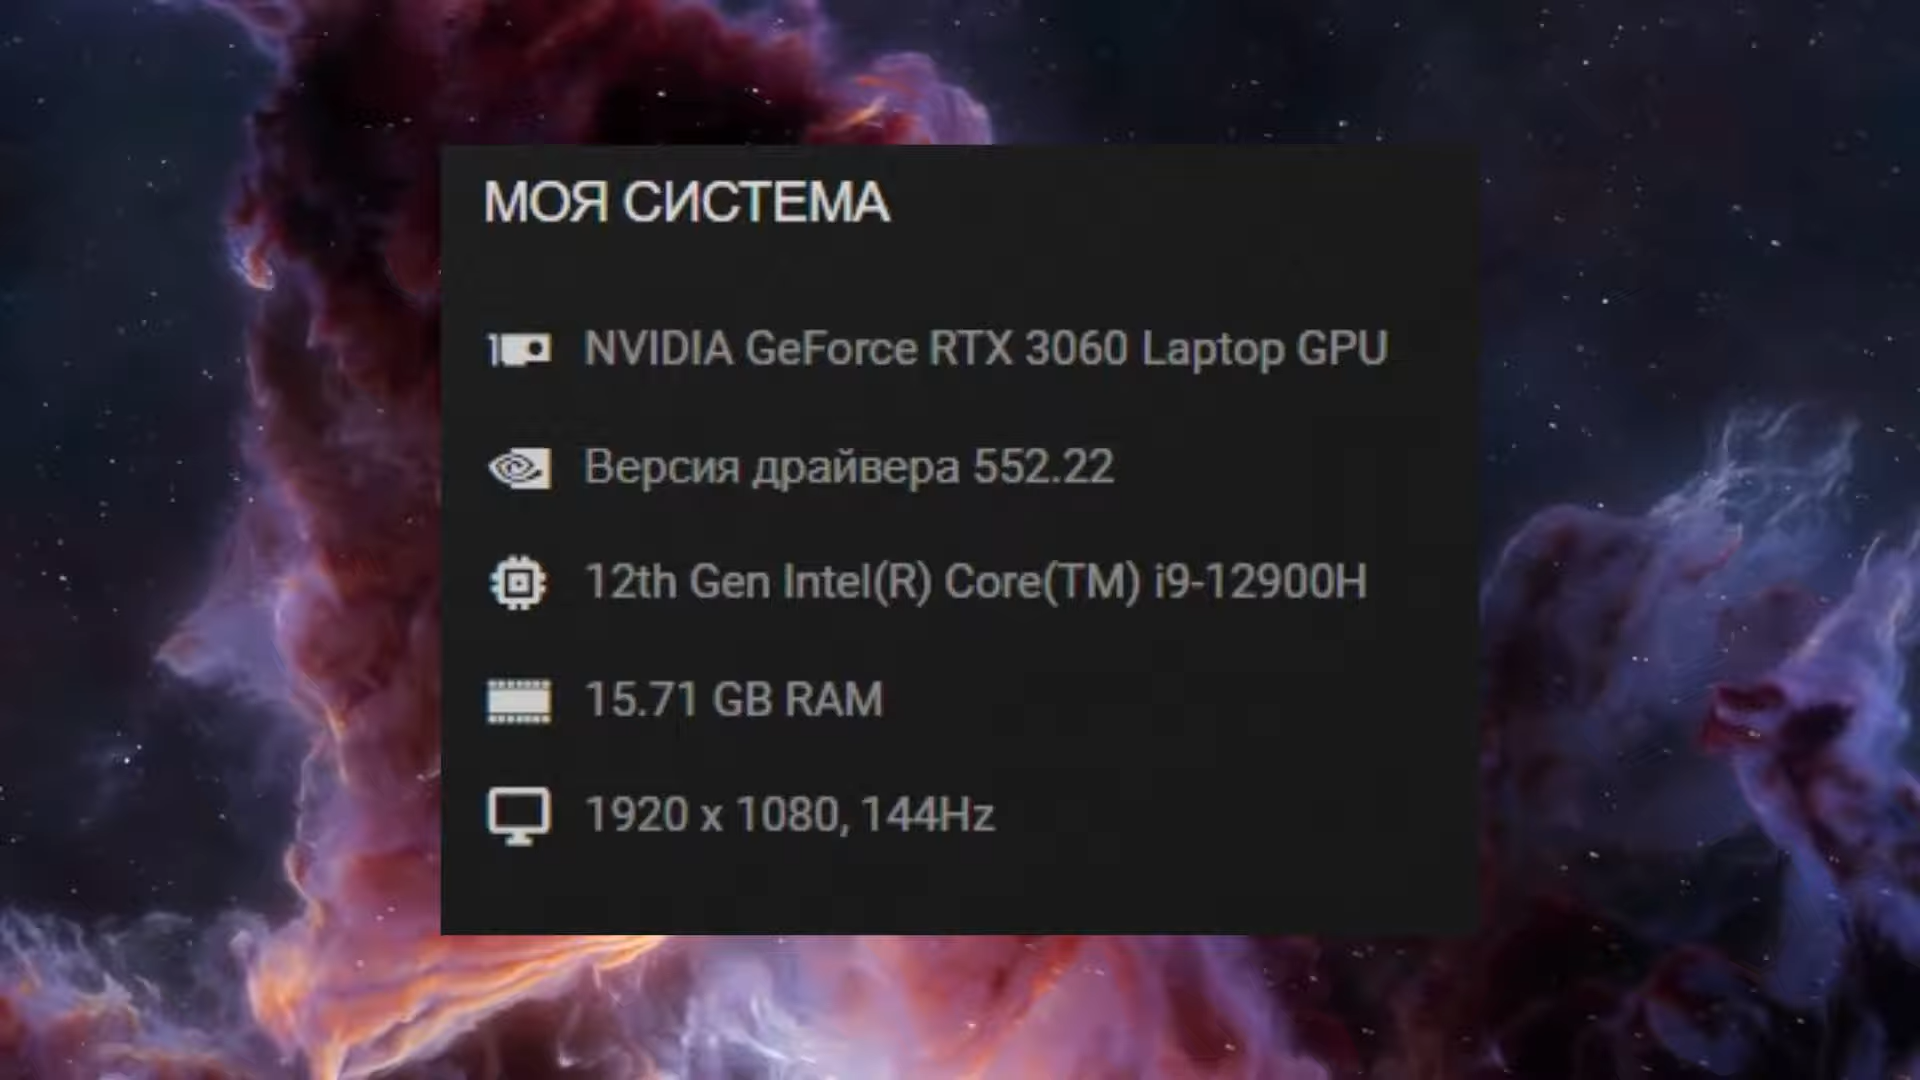 МОЯ СИСТЕМА
NVIDIA GeForce RTX 3060 Laptop GPU
Версия драйвера 552.22
12th Gen Intel(R) Core(TM) i9-12900H
15.71 GB RAM
1920 x 1080, 144Hz